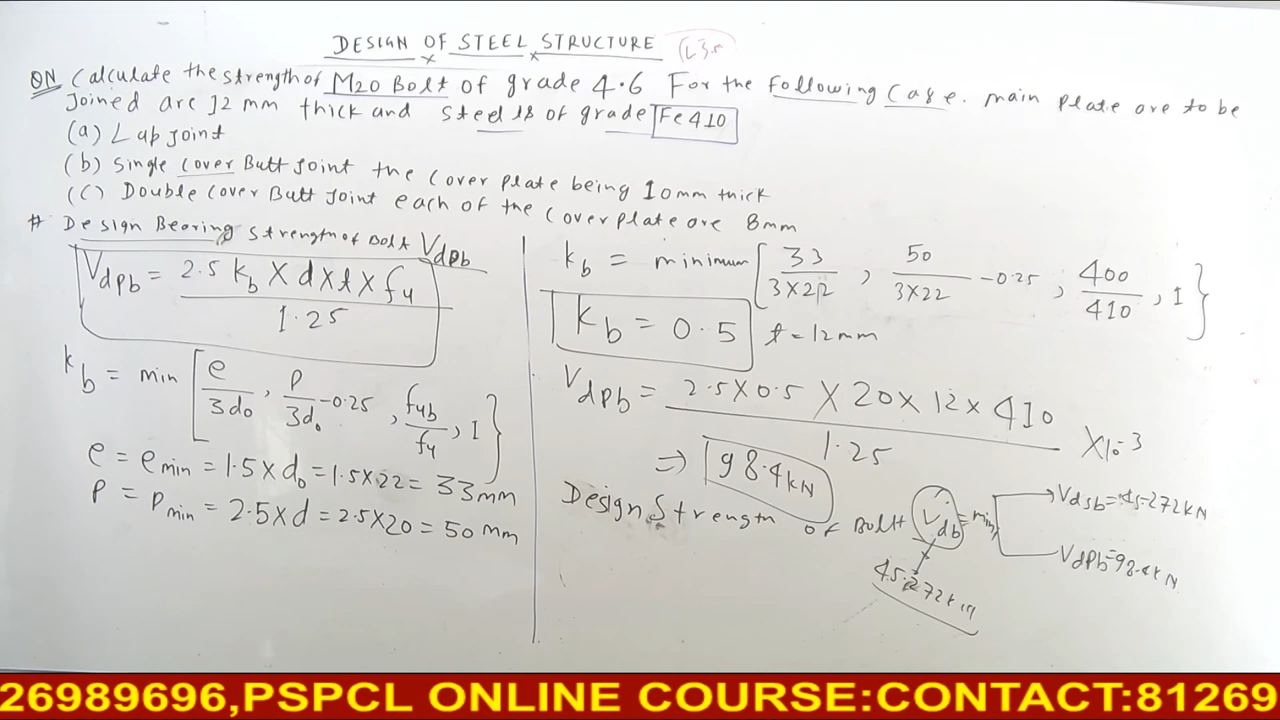 DESIGN OF STEEL STRUCTURE
QN Calculate the strength of M20 Bolt of grade 4.6 For the following Case. main plate are to be
joined are 12 mm thick and steel is of grade Fe 410
(a) Lap joint
(b) Single cover Butt Joint the cover plate being 10mm thick
(C) Double cover Butt Joint each of the cover plate are 8mm
# Design Bearing strength of Bolt Vdpb
Vdpb = 2.5 kb X d X t X fu / 1.25
kb = min [e/3do, P/3do - 0.25, fub/fu, 1}
e = emin = 1.5 X do = 1.5X22 = 33mm
P = Pmin = 2.5 X d = 2.5X20 = 50 mm
kb = minimum [33/3X22, 50/3X22 - 0.25, 400/410, 1}
kb = 0.5 t = 12mm
Vdpb = 2.5X0.5 X 20 X 12 X 410 / 1.25 X10-3
=> 98.4kN
Design Strength of Bolt Vdb = min
Vdsb = 45.272KN
Vdpb = 98.4KN
45.272KN
26989696,PSPCL ONLINE COURSE:CONTACT:81269